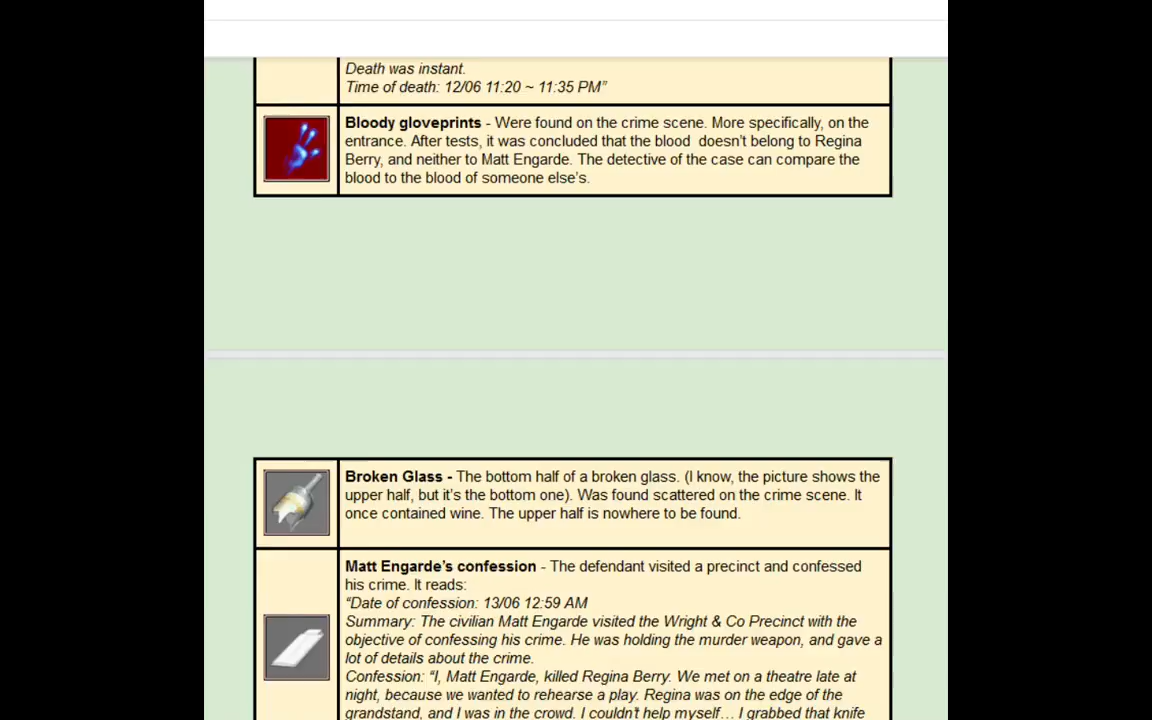 Death was instant.
Time of death: 12/06 11:20 ~ 11:35 PM”
Bloody gloveprints - Were found on the crime scene. More specifically, on the
entrance. After tests, it was concluded that the blood  doesn’t belong to Regina
Berry, and neither to Matt Engarde. The detective of the case can compare the
blood to the blood of someone else’s.
Broken Glass - The bottom half of a broken glass. (I know, the picture shows the
upper half, but it’s the bottom one). Was found scattered on the crime scene. It
once contained wine. The upper half is nowhere to be found.
Matt Engarde’s confession - The defendant visited a precinct and confessed
his crime. It reads:
“Date of confession: 13/06 12:59 AM
Summary: The civilian Matt Engarde visited the Wright & Co Precinct with the
objective of confessing his crime. He was holding the murder weapon, and gave a
lot of details about the crime.
Confession: “I, Matt Engarde, killed Regina Berry. We met on a theatre late at
night, because we wanted to rehearse a play. Regina was on the edge of the
grandstand, and I was in the crowd. I couldn’t help myself… I grabbed that knife